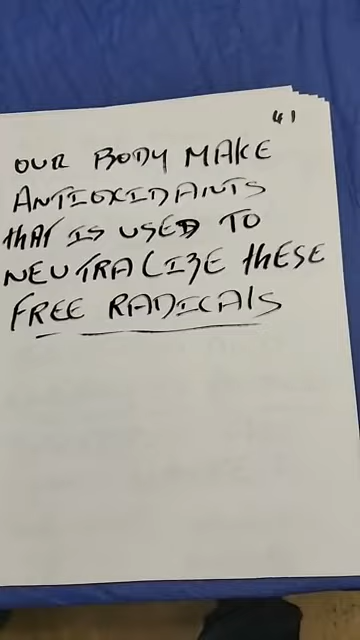 41
OUR BODY MAKE
ANTIOXIDANTS
tHAT IS USED TO
NEUTRALIZE tHESE
FREE RADICALS